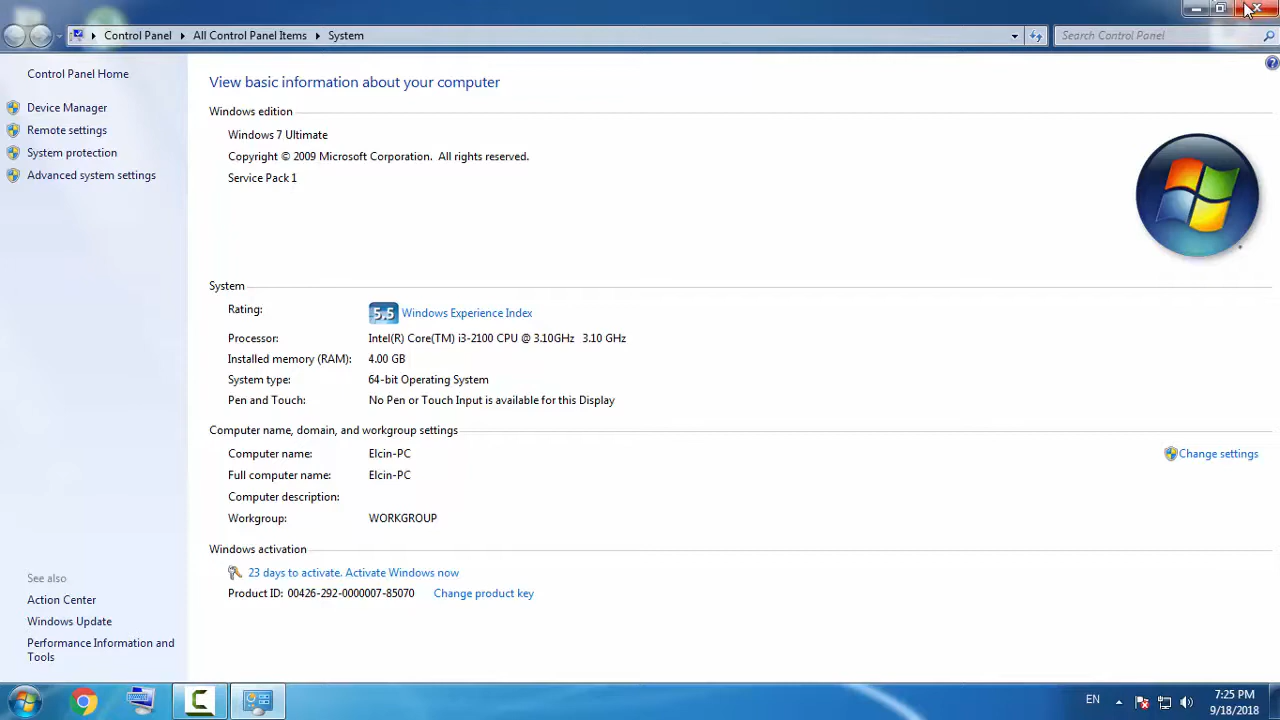 Control Panel All Control Panel Items System Search Control Panel
Control Panel Home
Device Manager
Remote settings
System protection
Advanced system settings
View basic information about your computer
Windows edition
Windows 7 Ultimate
Copyright © 2009 Microsoft Corporation. All rights reserved.
Service Pack 1
System
Rating: 5.5 Windows Experience Index
Processor: Intel(R) Core(TM) i3-2100 CPU @ 3.10GHz 3.10 GHz
Installed memory (RAM): 4.00 GB
System type: 64-bit Operating System
Pen and Touch: No Pen or Touch Input is available for this Display
Computer name, domain, and workgroup settings
Computer name: Elcin-PC Change settings
Full computer name: Elcin-PC
Computer description:
Workgroup: WORKGROUP
Windows activation
23 days to activate. Activate Windows now
Product ID: 00426-292-0000007-85070 Change product key
See also
Action Center
Windows Update
Performance Information and
Tools
EN
7:25 PM
9/18/2018